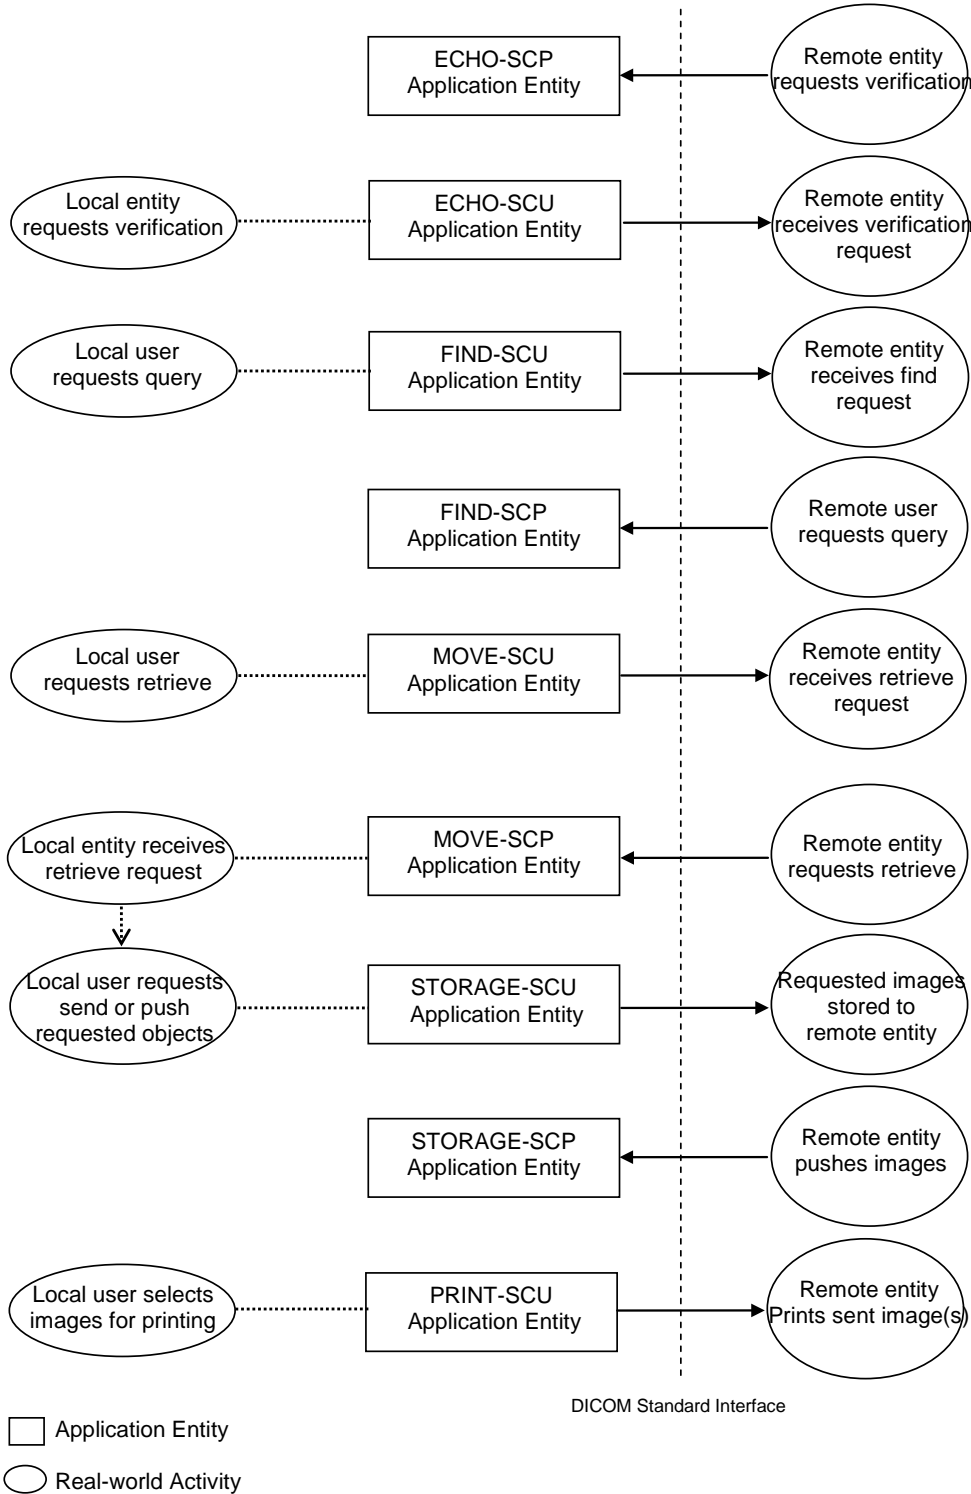 ECHO-SCP
Application Entity
Remote entity
requests verification
Local entity
requests verification
ECHO-SCU
Application Entity
Remote entity
receives verification
request
Local user
requests query
FIND-SCU
Application Entity
Remote entity
receives find
request
FIND-SCP
Application Entity
Remote user
requests query
Local user
requests retrieve
MOVE-SCU
Application Entity
Remote entity
receives retrieve
request
Local entity receives
retrieve request
MOVE-SCP
Application Entity
Remote entity
requests retrieve
Local user requests
send or push
requested objects
STORAGE-SCU
Application Entity
Requested images
stored to
remote entity
STORAGE-SCP
Application Entity
Remote entity
pushes images
Local user selects
images for printing
PRINT-SCU
Application Entity
Remote entity
Prints sent image(s)
DICOM Standard Interface
Application Entity
Real-world Activity